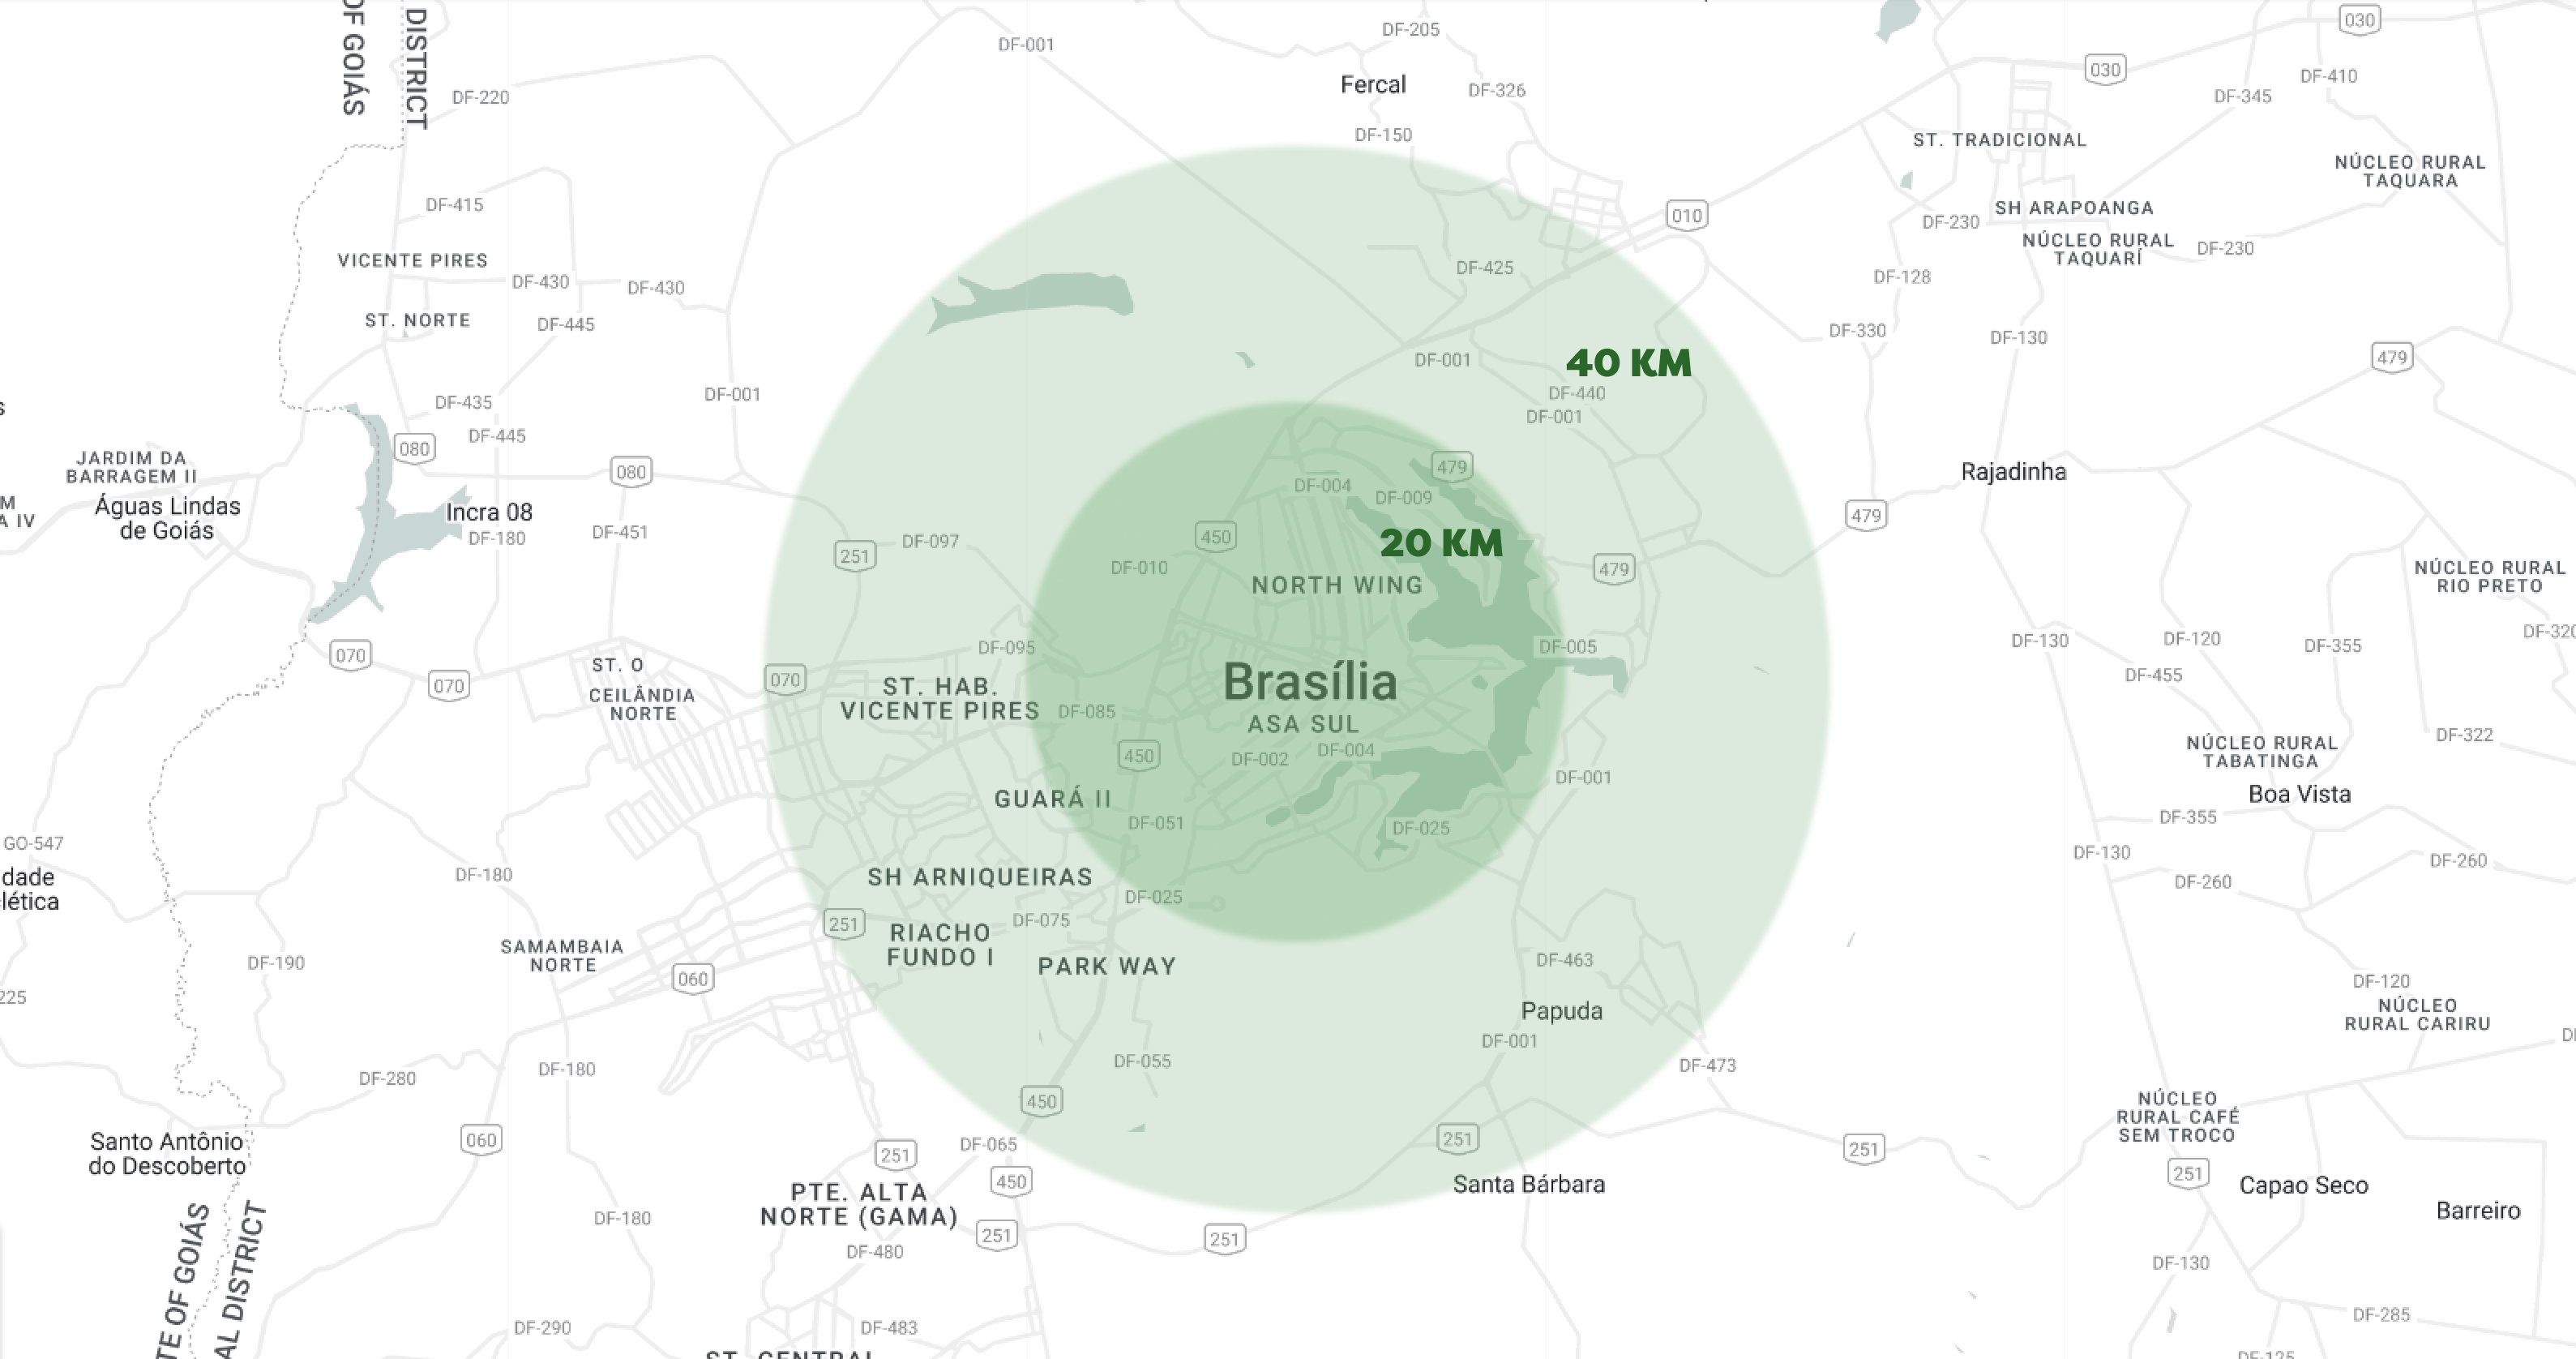 OF GOIÁS
DISTRICT
DF-001
DF-205
030
Fercal
DF-326
030
DF-410
DF-220
DF-345
DF-150
ST. TRADICIONAL
NÚCLEO RURAL
TAQUARA
DF-415
010
SH ARAPOANGA
DF-230
NÚCLEO RURAL
TAQUARÍ
DF-230
VICENTE PIRES
DF-430
DF-430
DF-425
DF-128
ST. NORTE
DF-445
DF-330
DF-130
DF-001
40 KM
479
DF-001
DF-440
DF-435
DF-001
DF-445
080
080
JARDIM DA
BARRAGEM II
479
Rajadinha
DF-004
DF-009
Águas Lindas
de Goiás
M
A IV
Incra 08
DF-180
DF-451
479
251
DF-097
450
20 KM
DF-010
479
NORTH WING
NÚCLEO RURAL
RIO PRETO
070
DF-095
DF-005
DF-130
DF-120
DF-355
DF-320
ST. O
070
070
CEILÂNDIA
NORTE
ST. HAB.
VICENTE PIRES
DF-085
Brasília
ASA SUL
DF-455
DF-322
450
DF-002
DF-004
DF-001
NÚCLEO RURAL
TABATINGA
Boa Vista
GUARÁ II
DF-051
DF-025
DF-355
GO-547
DF-130
DF-260
dade
lética
DF-180
SH ARNIQUEIRAS
DF-025
DF-260
251
RIACHO
FUNDO I
DF-075
SAMAMBAIA
NORTE
PARK WAY
DF-190
060
DF-463
DF-120
225
Papuda
NÚCLEO
RURAL CARIRU
DF-001
DF-280
DF-180
DF-055
DF-473
450
NÚCLEO
RURAL CAFÉ
SEM TROCO
Santo Antônio
do Descoberto
060
251
DF-065
251
251
450
Santa Bárbara
251
Capao Seco
PTE. ALTA
NORTE (GAMA)
Barreiro
DF-180
251
251
DF-480
DF-130
TE OF GOIÁS
AL DISTRICT
DF-290
DF-483
DF-285
ST. CENTRAL
DF-125